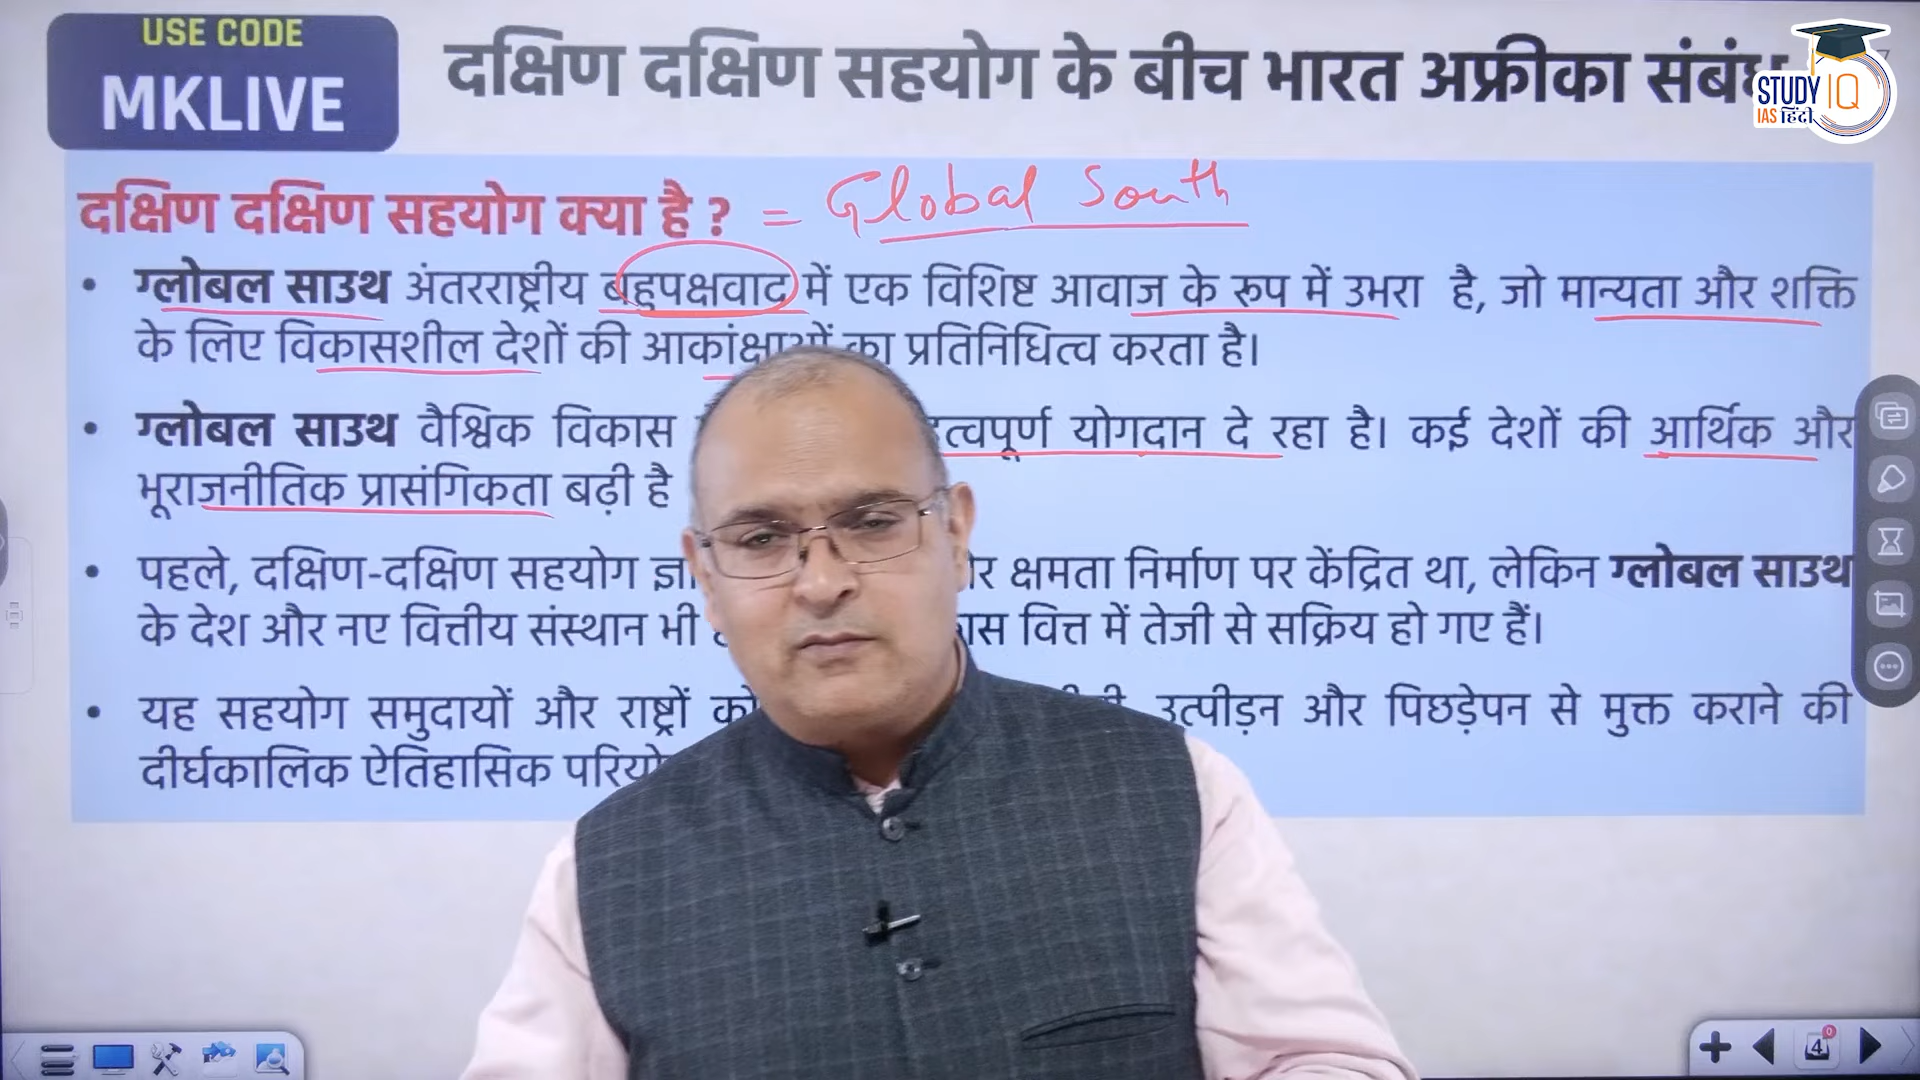 USE CODE
MKLIVE
दक्षिण दक्षिण सहयोग के बीच भारत अफ्रीका संबंध
STUDY IQ
IAS हिंदी
दक्षिण दक्षिण सहयोग क्या है ? = Global South
• ग्लोबल साउथ अंतरराष्ट्रीय बहुपक्षवाद में एक विशिष्ट आवाज के रूप में उभरा है, जो मान्यता और शक्ति
के लिए विकासशील देशों की आकांक्षाओं का प्रतिनिधित्व करता है।
• ग्लोबल साउथ वैश्विक विकास योगदान दे रहा है। कई देशों की आर्थिक और
भूराजनीतिक प्रासंगिकता बढ़ी है
• पहले, दक्षिण-दक्षिण सहयोग क्षमता निर्माण पर केंद्रित था, लेकिन ग्लोबल साउथ
के देश और नए वित्तीय संस्थान भी वित्त में तेजी से सक्रिय हो गए हैं।
• यह सहयोग समुदायों और राष्ट्रों को उत्पीड़न और पिछड़ेपन से मुक्त कराने की
दीर्घकालिक ऐतिहासिक
4
0